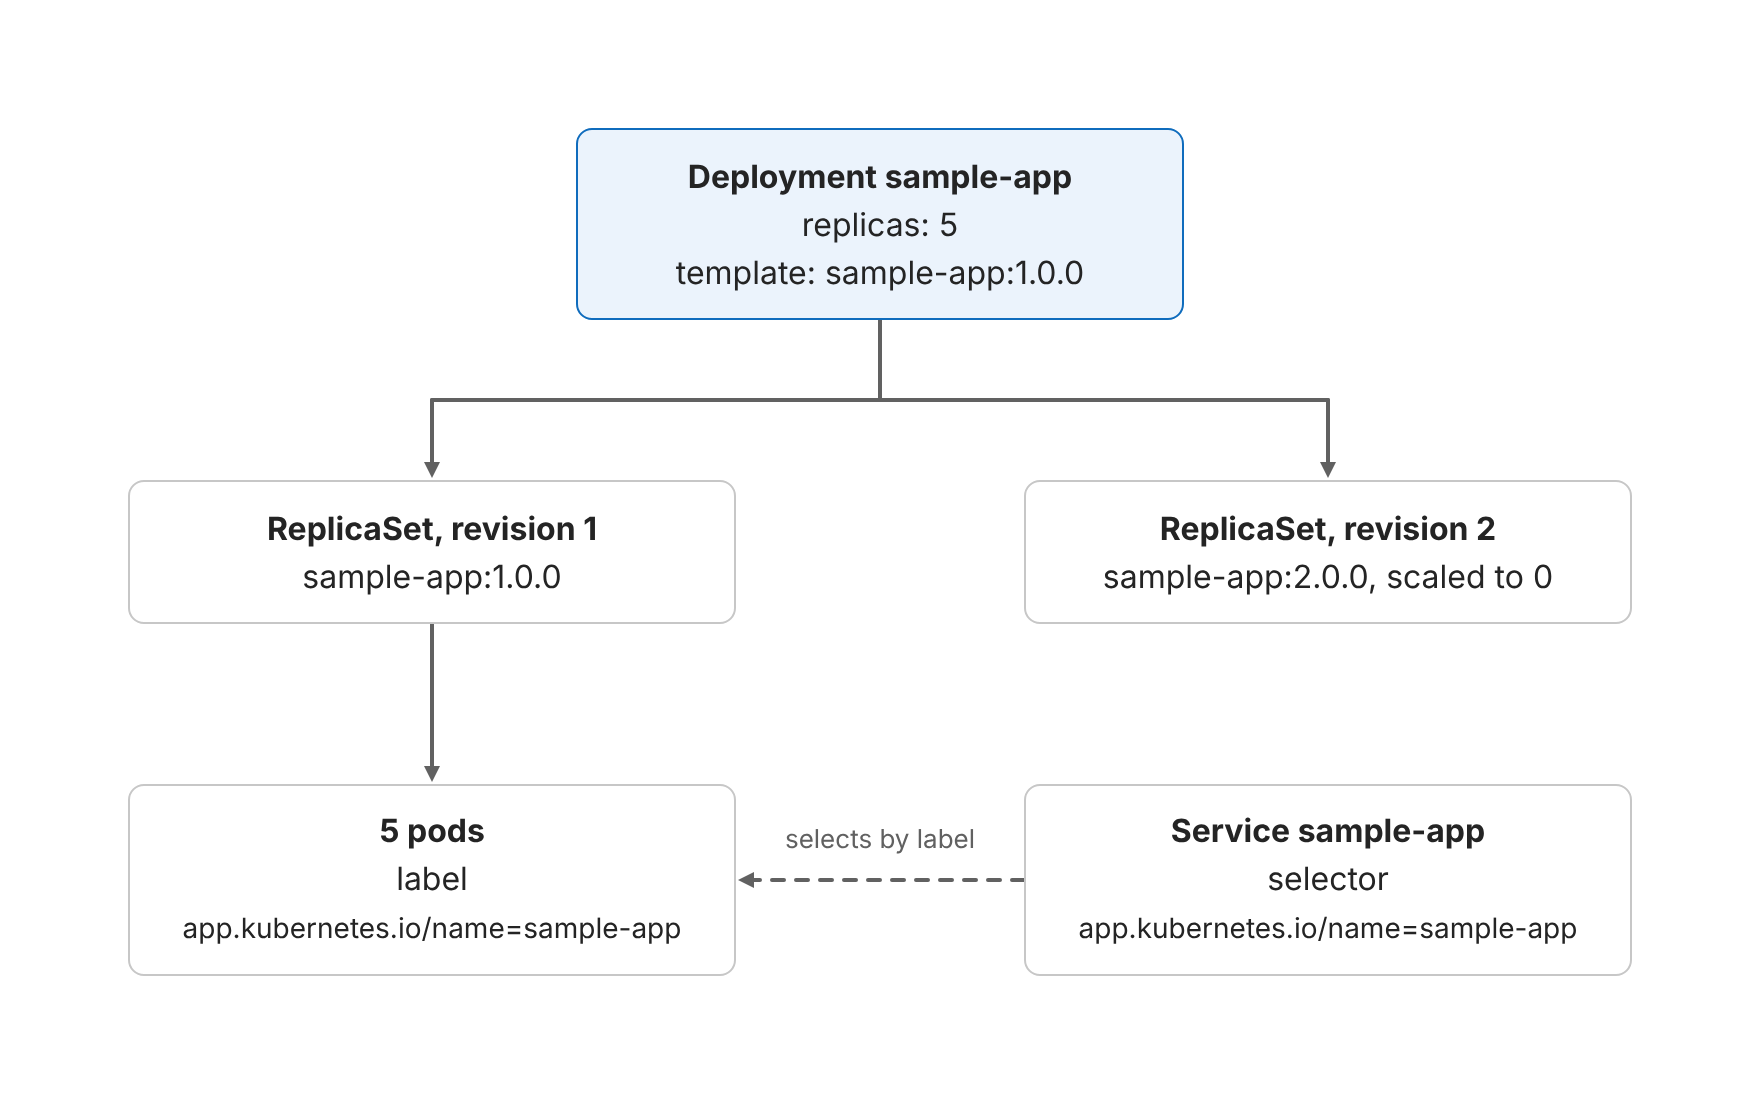 Deployment sample-app
replicas: 5
template: sample-app:1.0.0
ReplicaSet, revision 1
sample-app:1.0.0
ReplicaSet, revision 2
sample-app:2.0.0, scaled to 0
5 pods
label
app.kubernetes.io/name=sample-app
selects by label
Service sample-app
selector
app.kubernetes.io/name=sample-app